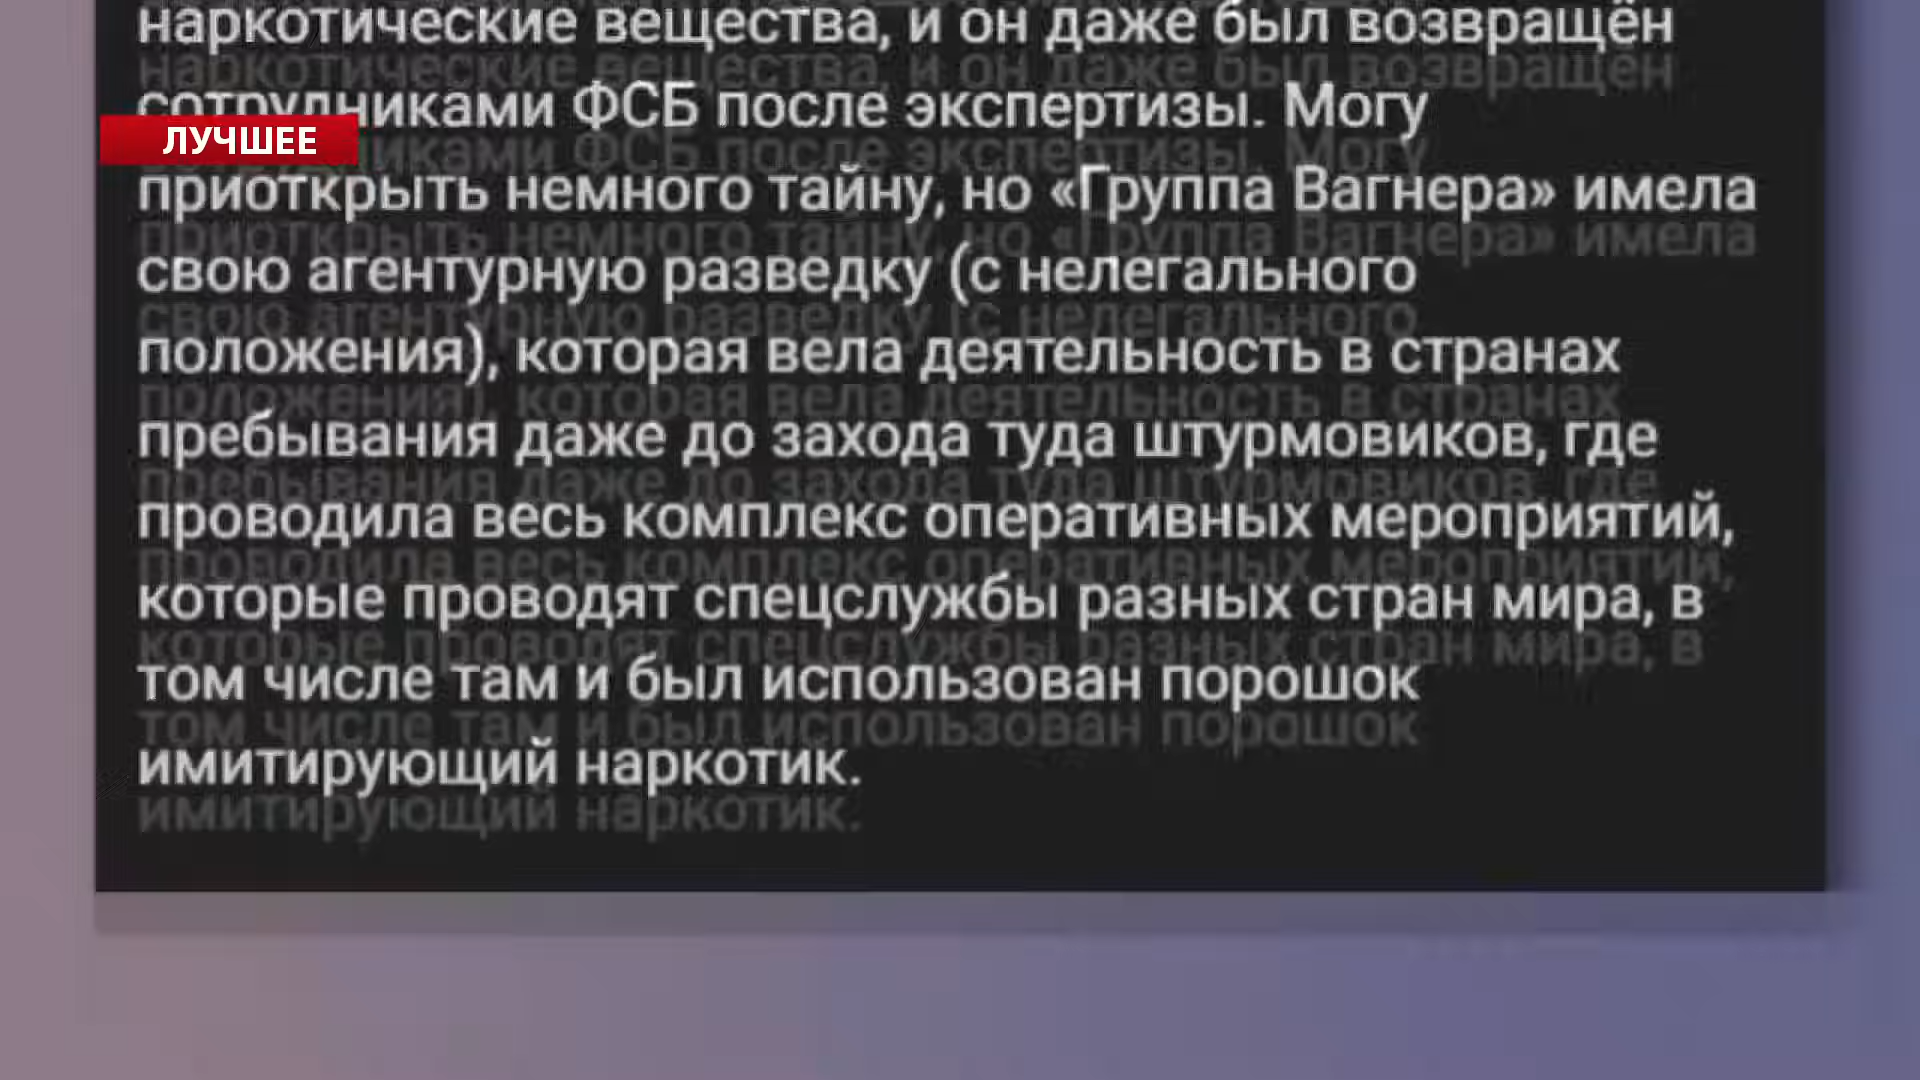 наркотические вещества, и он даже был возвращён
сотрудниками ФСБ после экспертизы. Могу
ЛУЧШЕЕ
приоткрыть немного тайну, но «Группа Вагнера» имела
свою агентурную разведку (с нелегального
положения), которая вела деятельность в странах
пребывания даже до захода туда штурмовиков, где
проводила весь комплекс оперативных мероприятий,
которые проводят спецслужбы разных стран мира, в
том числе там и был использован порошок
имитирующий наркотик.